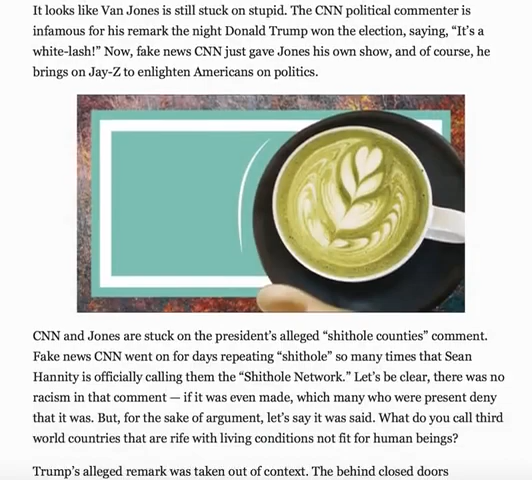 It looks like Van Jones is still stuck on stupid. The CNN political commenter is
infamous for his remark the night Donald Trump won the election, saying, “It’s a
white-lash!” Now, fake news CNN just gave Jones his own show, and of course, he
brings on Jay-Z to enlighten Americans on politics.
CNN and Jones are stuck on the president’s alleged “shithole counties” comment.
Fake news CNN went on for days repeating “shithole” so many times that Sean
Hannity is officially calling them the “Shithole Network.” Let’s be clear, there was no
racism in that comment — if it was even made, which many who were present deny
that it was. But, for the sake of argument, let’s say it was said. What do you call third
world countries that are rife with living conditions not fit for human beings?
Trump’s alleged remark was taken out of context. The behind closed doors